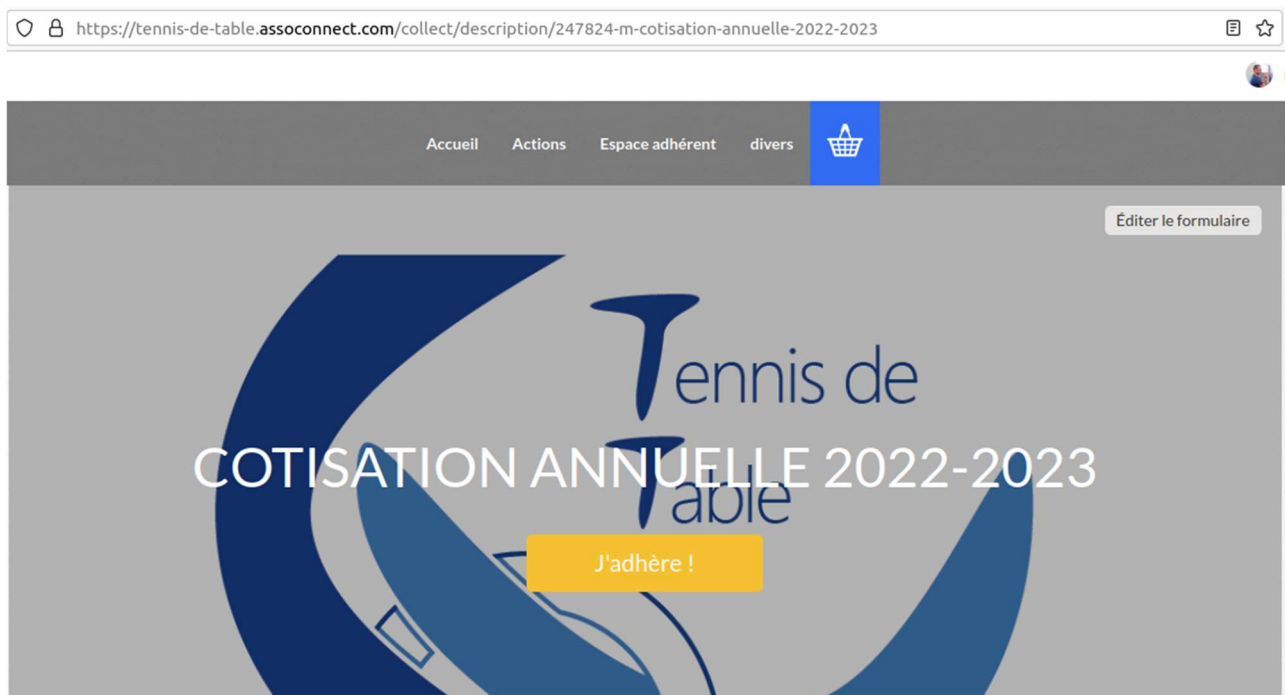 https://tennis-de-table.assoconnect.com/collect/description/247824-m-cotisation-annuelle-2022-2023
Accueil Actions Espace adhérent divers
Éditer le formulaire
Tennis de
Table
COTISATION ANNUELLE 2022-2023
J'adhère !